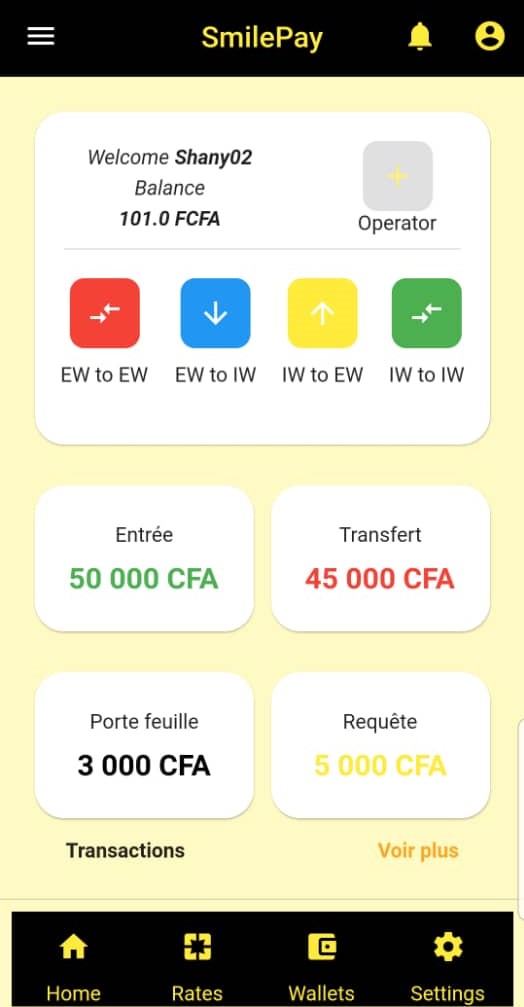 SmilePay
Welcome Shany02
Balance
101.0 FCFA
Operator
EW to EW
EW to IW
IW to EW
IW to IW
Entrée
50 000 CFA
Transfert
45 000 CFA
Porte feuille
3 000 CFA
Requête
5 000 CFA
Transactions
Voir plus
Home
Rates
Wallets
Settings